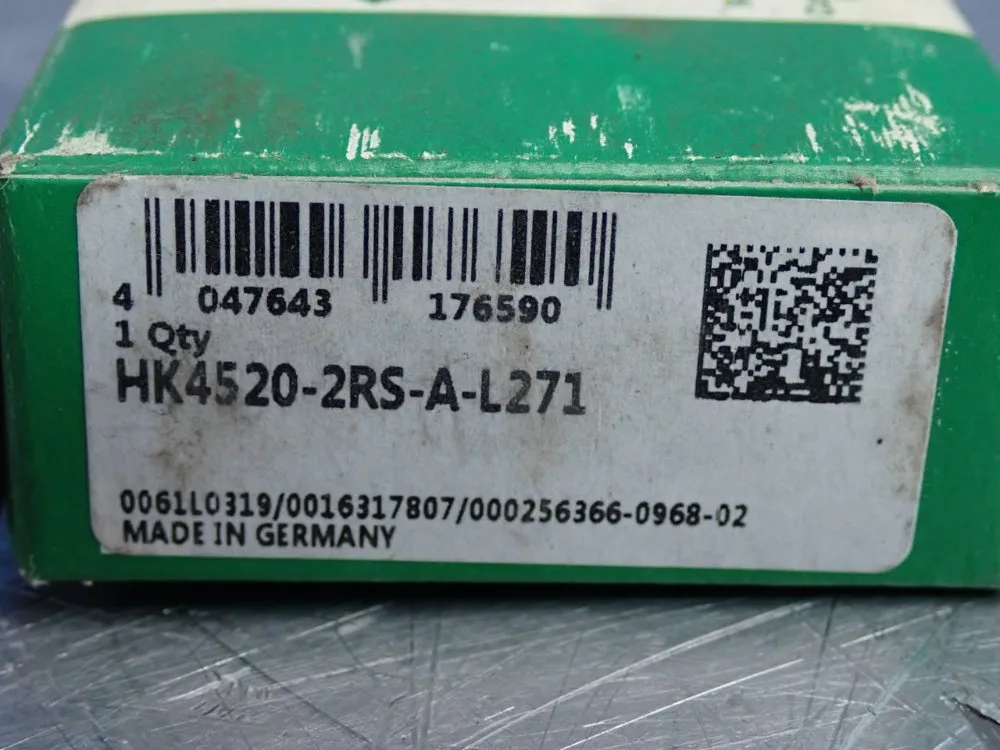 4 047643 176590
1 Qty
HK4520-2RS-A-L271
0061L0319/0016317807/000256366-0968-02
MADE IN GERMANY